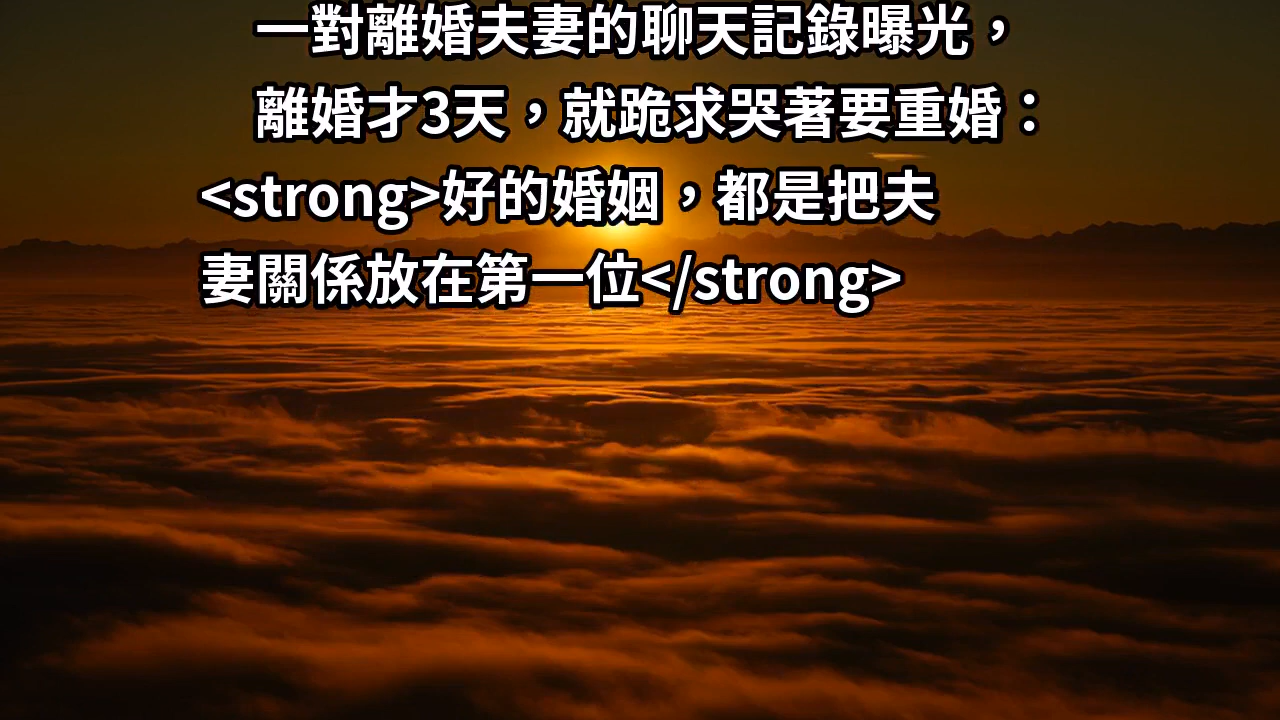 一對離婚夫妻的聊天記錄曝光，
離婚才3天，就跪求哭著要重婚：
<strong>好的婚姻，都是把夫
妻關係放在第一位</strong>